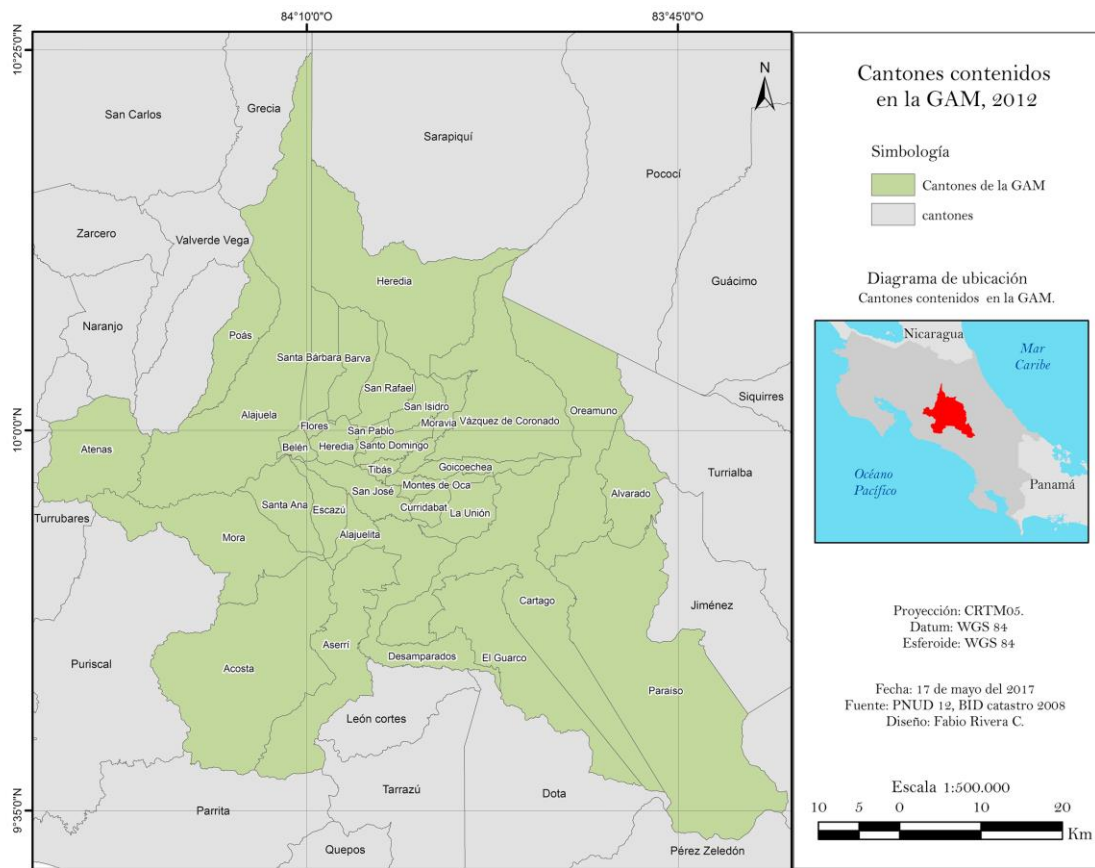 84°10'0"O
83°45'0"O
10°25'0"N
10°0'0"N
9°35'0"N
N
San Carlos
Grecia
Sarapiquí
Pococí
Zarcero
Valverde Vega
Guácimo
Heredia
Naranjo
Poás
Santa Bárbara
Barva
San Rafael
Siquirres
San Isidro
Oreamuno
Alajuela
Moravia
Vázquez de Coronado
Flores
San Pablo
Atenas
Belén
Heredia
Santo Domingo
Tibás
Goicoechea
Turrialba
Montes de Oca
San José
Alvarado
Santa Ana
Escazú
Curridabat
La Unión
Turrubares
Mora
Alajuelita
Cartago
Jiménez
Aserrí
Puriscal
Acosta
Desamparados
El Guarco
Paraíso
León cortes
Tarrazú
Dota
Parrita
Quepos
Pérez Zeledón
Cantones contenidos
en la GAM, 2012
Simbología
Cantones de la GAM
cantones
Diagrama de ubicación
Cantones contenidos en la GAM.
Nicaragua
Mar
Caribe
Océano
Pacífico
Panamá
Proyección: CRTM05.
Datum: WGS 84
Esferoide: WGS 84
Fecha: 17 de mayo del 2017
Fuente: PNUD 12, BID catastro 2008
Diseño: Fabio Rivera C.
Escala 1:500.000
10 5 0 10 20
Km